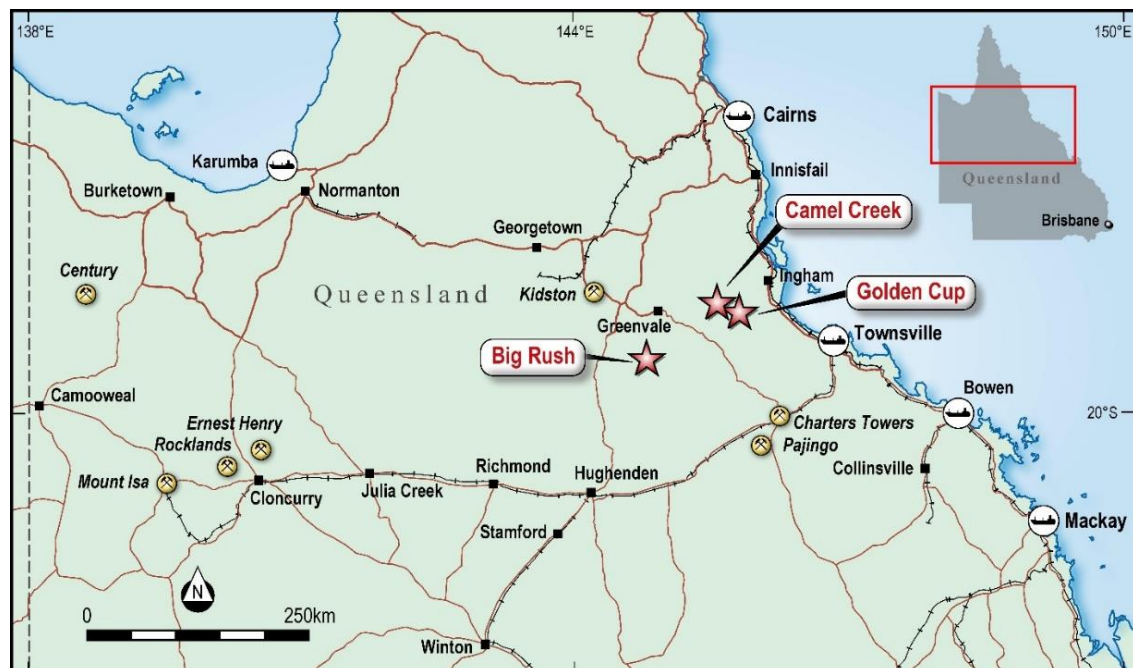 138°E
144°E
150°E
Cairns
Karumba
Innisfail
Burketown
Normanton
Queensland
Camel Creek
Brisbane
Georgetown
Century
Ingham
Kidston
Queensland
Golden Cup
Greenvale
Townsville
Big Rush
Camooweal
Bowen
20°S
Ernest Henry
Charters Towers
Rocklands
Pajingo
Mount Isa
Richmond
Hughenden
Collinsville
Cloncurry
Julia Creek
Mackay
Stamford
N
0
250km
Winton